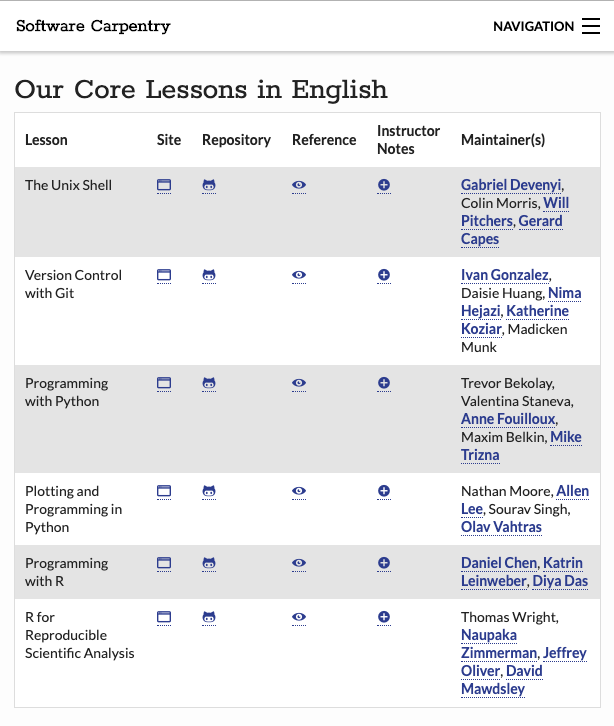 Software Carpentry
NAVIGATION
Our Core Lessons in English
Lesson Site Repository Reference Instructor Notes Maintainer(s)
The Unix Shell
Gabriel Devenyi,
Colin Morris, Will
Pitchers, Gerard
Capes
Version Control
with Git
Ivan Gonzalez,
Daisie Huang, Nima
Hejazi, Katherine
Koziar, Madicken
Munk
Programming
with Python
Trevor Bekolay,
Valentina Staneva,
Anne Fouilloux,
Maxim Belkin, Mike
Trizna
Plotting and
Programming in
Python
Nathan Moore, Allen
Lee, Sourav Singh,
Olav Vahtras
Programming
with R
Daniel Chen, Katrin
Leinweber, Diya Das
R for
Reproducible
Scientific Analysis
Thomas Wright,
Naupaka
Zimmerman, Jeffrey
Oliver, David
Mawdsley